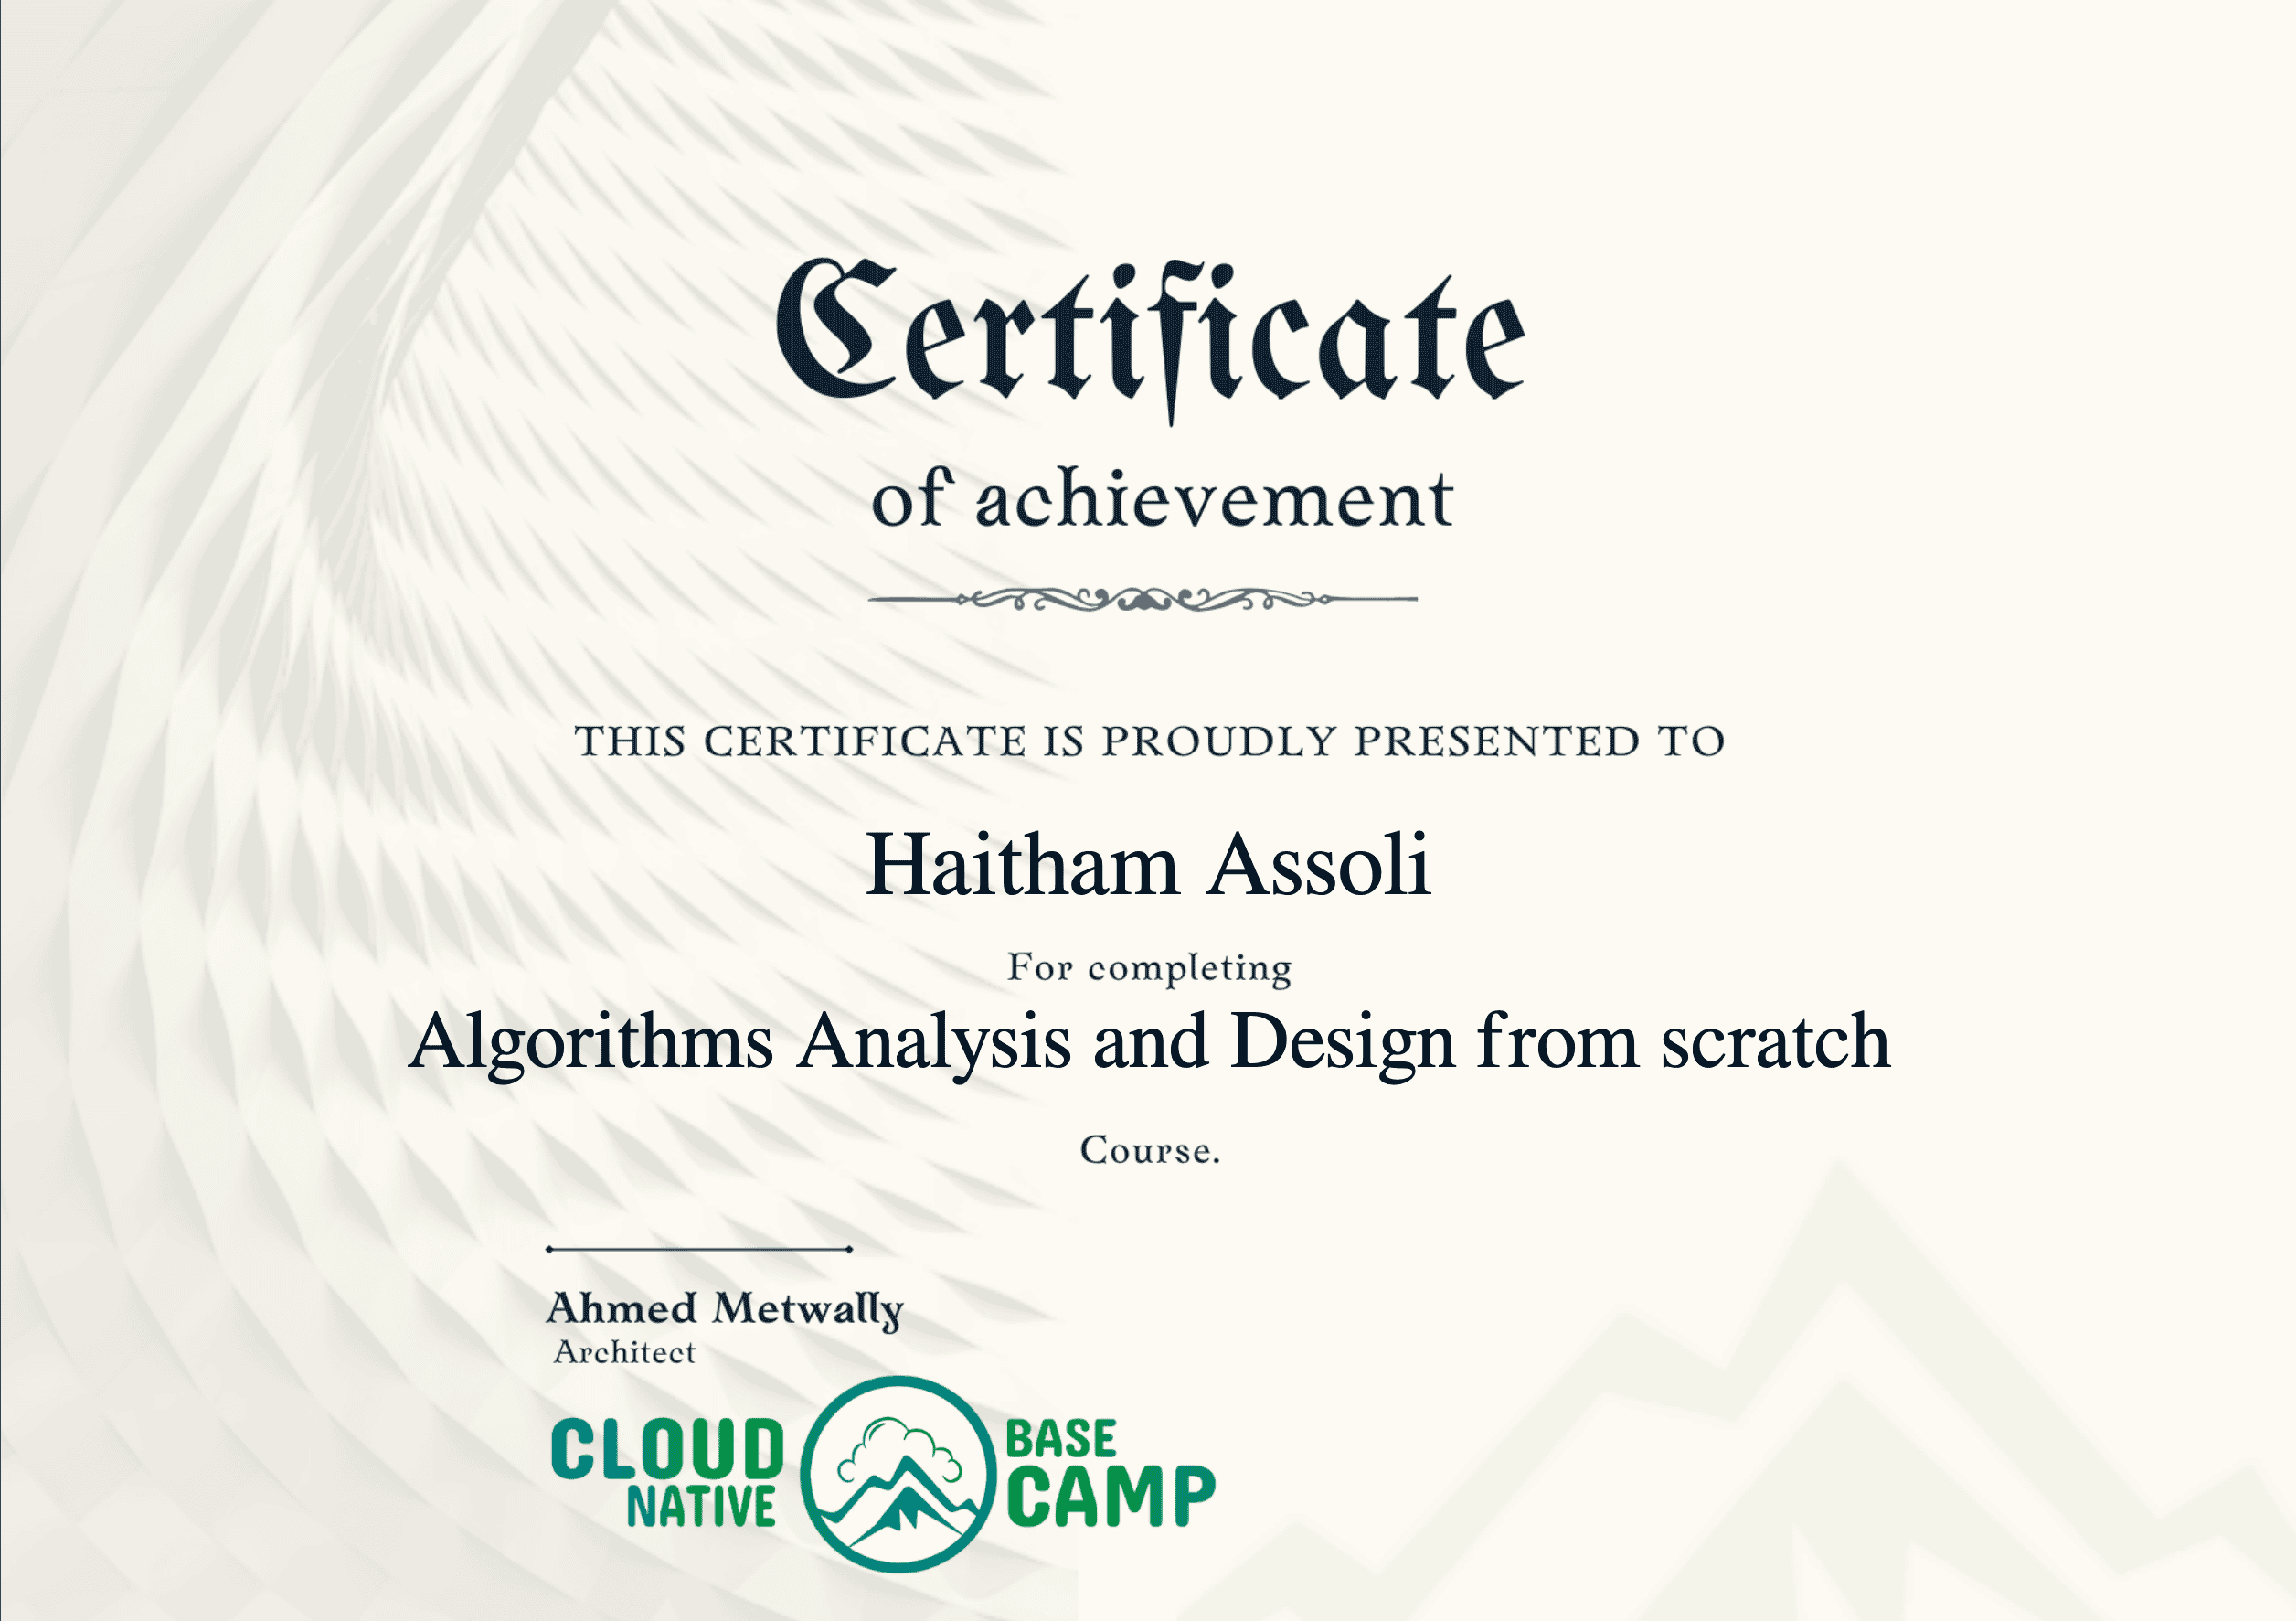 Certificate
of achievement
THIS CERTIFICATE IS PROUDLY PRESENTED TO
Haitham Assoli
For completing
Algorithms Analysis and Design from scratch
Course.
Ahmed Metwally
Architect
CLOUD
NATIVE
BASE
CAMP